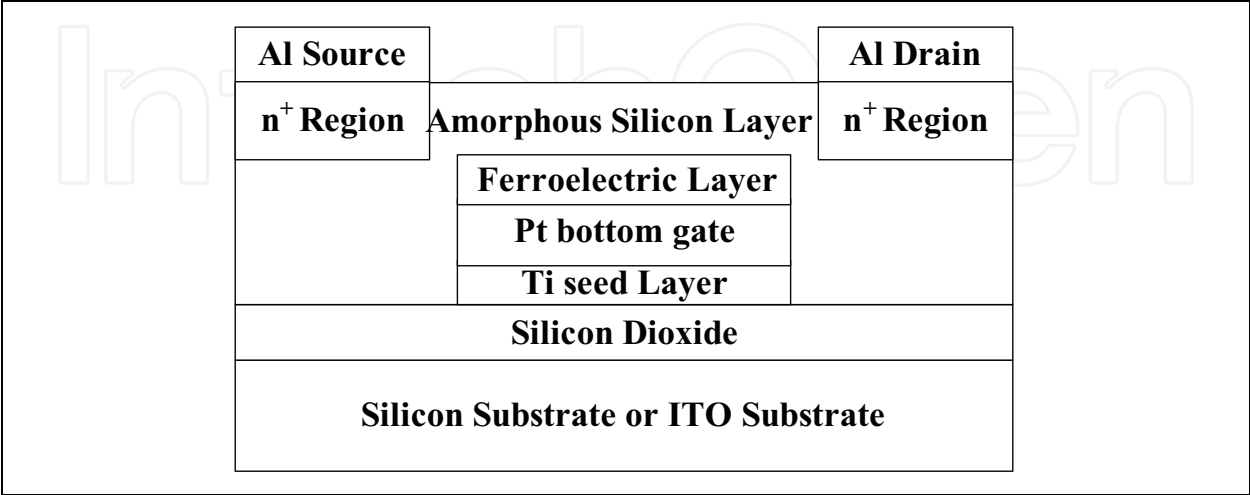 IntechOpen
Al Source
Al Drain
n+ Region
Amorphous Silicon Layer
n+ Region
Ferroelectric Layer
Pt bottom gate
Ti seed Layer
Silicon Dioxide
Silicon Substrate or ITO Substrate